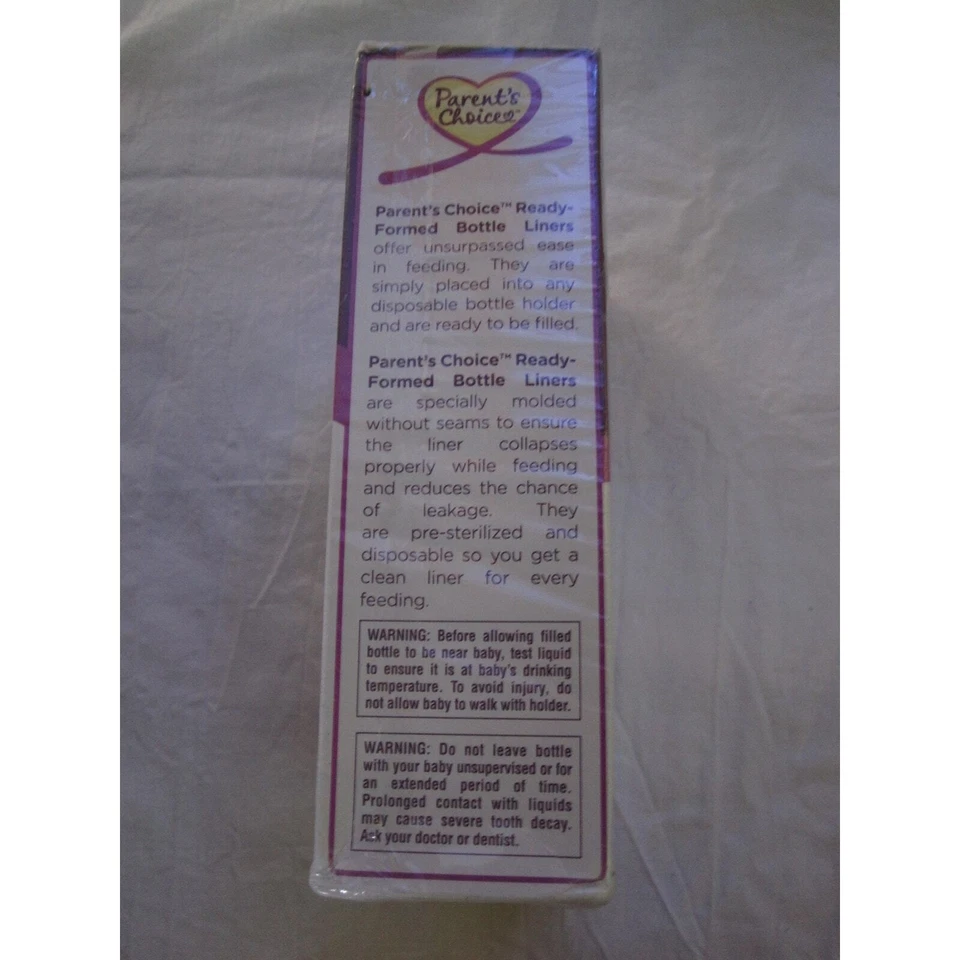 Parent's
Choice™
Parent's Choice™ Ready-
Formed Bottle Liners
offer unsurpassed ease
in feeding. They are
simply placed into any
disposable bottle holder
and are ready to be filled.
Parent's Choice™ Ready-
Formed Bottle Liners
are specially molded
without seams to ensure
the liner collapses
properly while feeding
and reduces the chance
of leakage. They
are pre-sterilized and
disposable so you get a
clean liner for every
feeding.
WARNING: Before allowing filled
bottle to be near baby, test liquid
to ensure it is at baby's drinking
temperature. To avoid injury, do
not allow baby to walk with holder.
WARNING: Do not leave bottle
with your baby unsupervised or for
an extended period of time.
Prolonged contact with liquids
may cause severe tooth decay.
Ask your doctor or dentist.